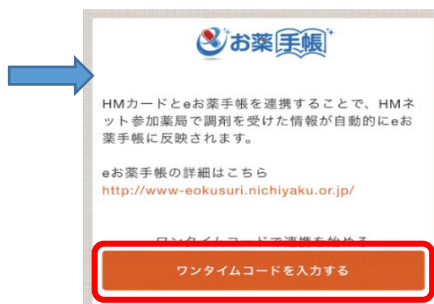 eお薬手帳
HMカードとeお薬手帳を連携することで、HMネ
ット参加薬局で調剤を受けた情報が自動的にeお
薬手帳に反映されます。
eお薬手帳の詳細はこちら
http://www-eokusuri.nichiyaku.or.jp/
ワンタイムコードで連携を始める
ワンタイムコードを入力する